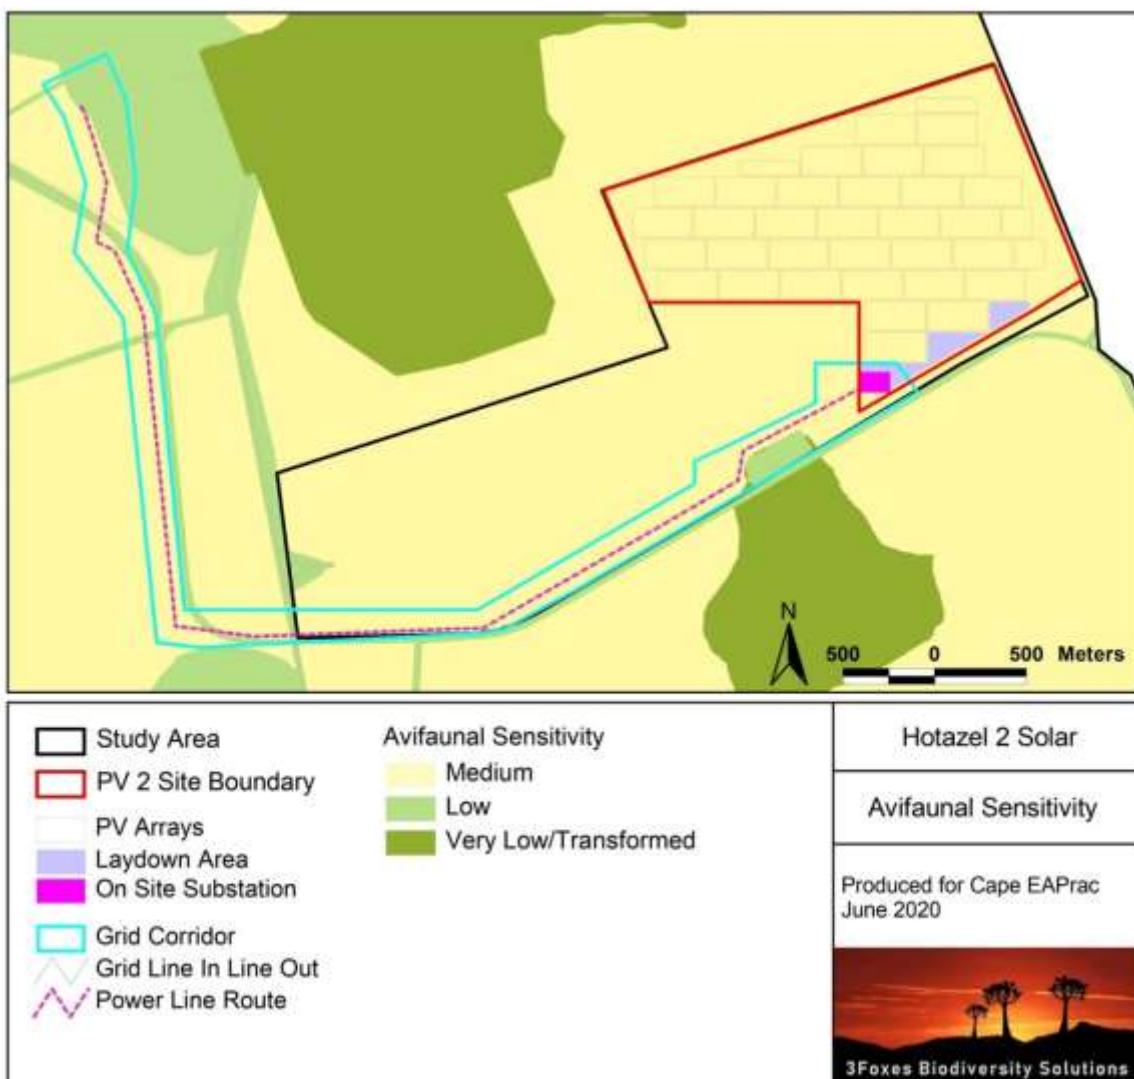 N
500 0 500 Meters
Study Area
PV 2 Site Boundary
PV Arrays
Laydown Area
On Site Substation
Grid Corridor
Grid Line In Line Out
Power Line Route
Avifaunal Sensitivity
Medium
Low
Very Low/Transformed
Hotazel 2 Solar
Avifaunal Sensitivity
Produced for Cape EAPrac
June 2020
3Foxes Biodiversity Solutions